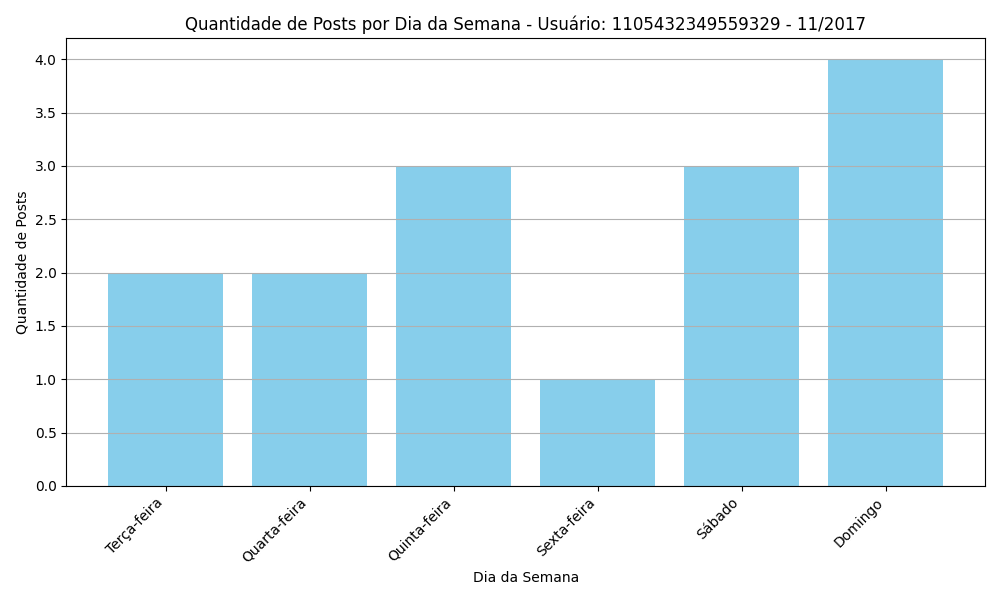 Quantidade de Posts por Dia da Semana - Usuário: 1105432349559329 - 11/2017
Quantidade de Posts
4.0
3.5
3.0
2.5
2.0
1.5
1.0
0.5
0.0
Terça-feira
Quarta-feira
Quinta-feira
Sexta-feira
Sábado
Domingo
Dia da Semana